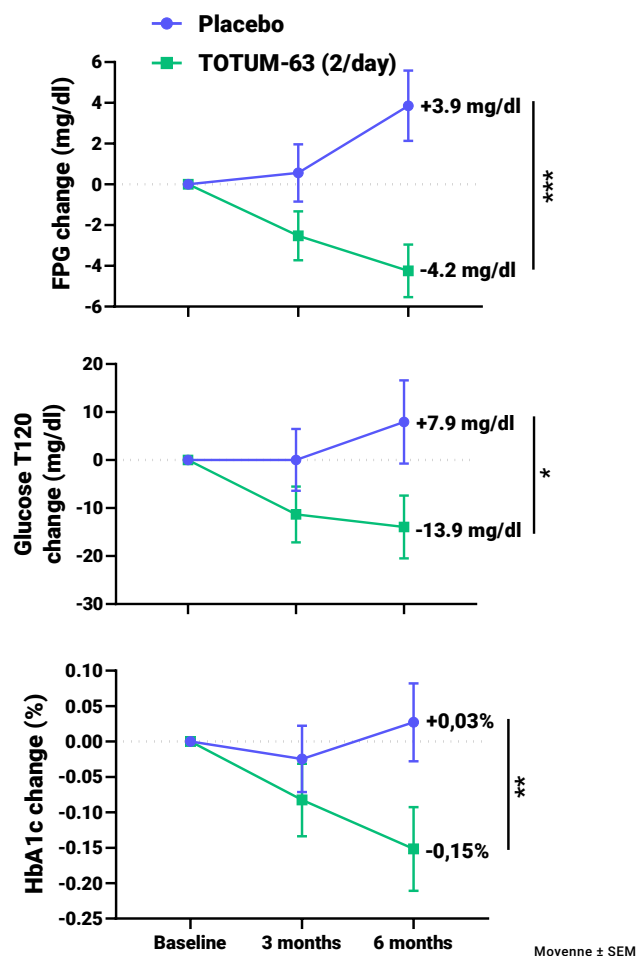 Placebo
TOTUM-63 (2/day)
FPG change (mg/dl)
6
4
2
0
-2
-4
-6
+3.9 mg/dl
-4.2 mg/dl
***
Glucose T120
change (mg/dl)
20
10
0
-10
-20
-30
+7.9 mg/dl
-13.9 mg/dl
*
HbA1c change (%)
0.10
0.05
0.00
-0.05
-0.10
-0.15
-0.20
-0.25
+0,03%
-0,15%
**
Baseline 3 months 6 months
Moyenne ± SEM